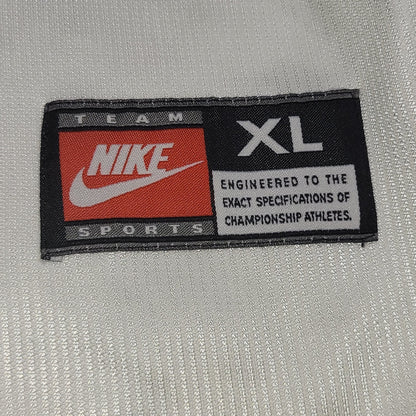 TEAM
NIKE
SPORTS
XL
ENGINEERED TO THE
EXACT SPECIFICATIONS OF
CHAMPIONSHIP ATHLETES.